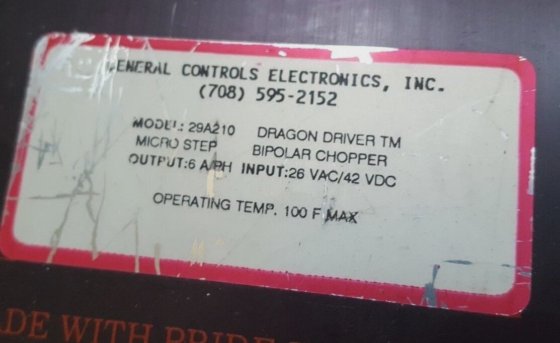 GENERAL CONTROLS ELECTRONICS, INC.
(708) 595-2152
MODEL: 29A210 DRAGON DRIVER TM
MICRO STEP BIPOLAR CHOPPER
OUTPUT:6 A/PH INPUT:26 VAC/42 VDC
OPERATING TEMP. 100 F MAX
ADE WITH PRIDE